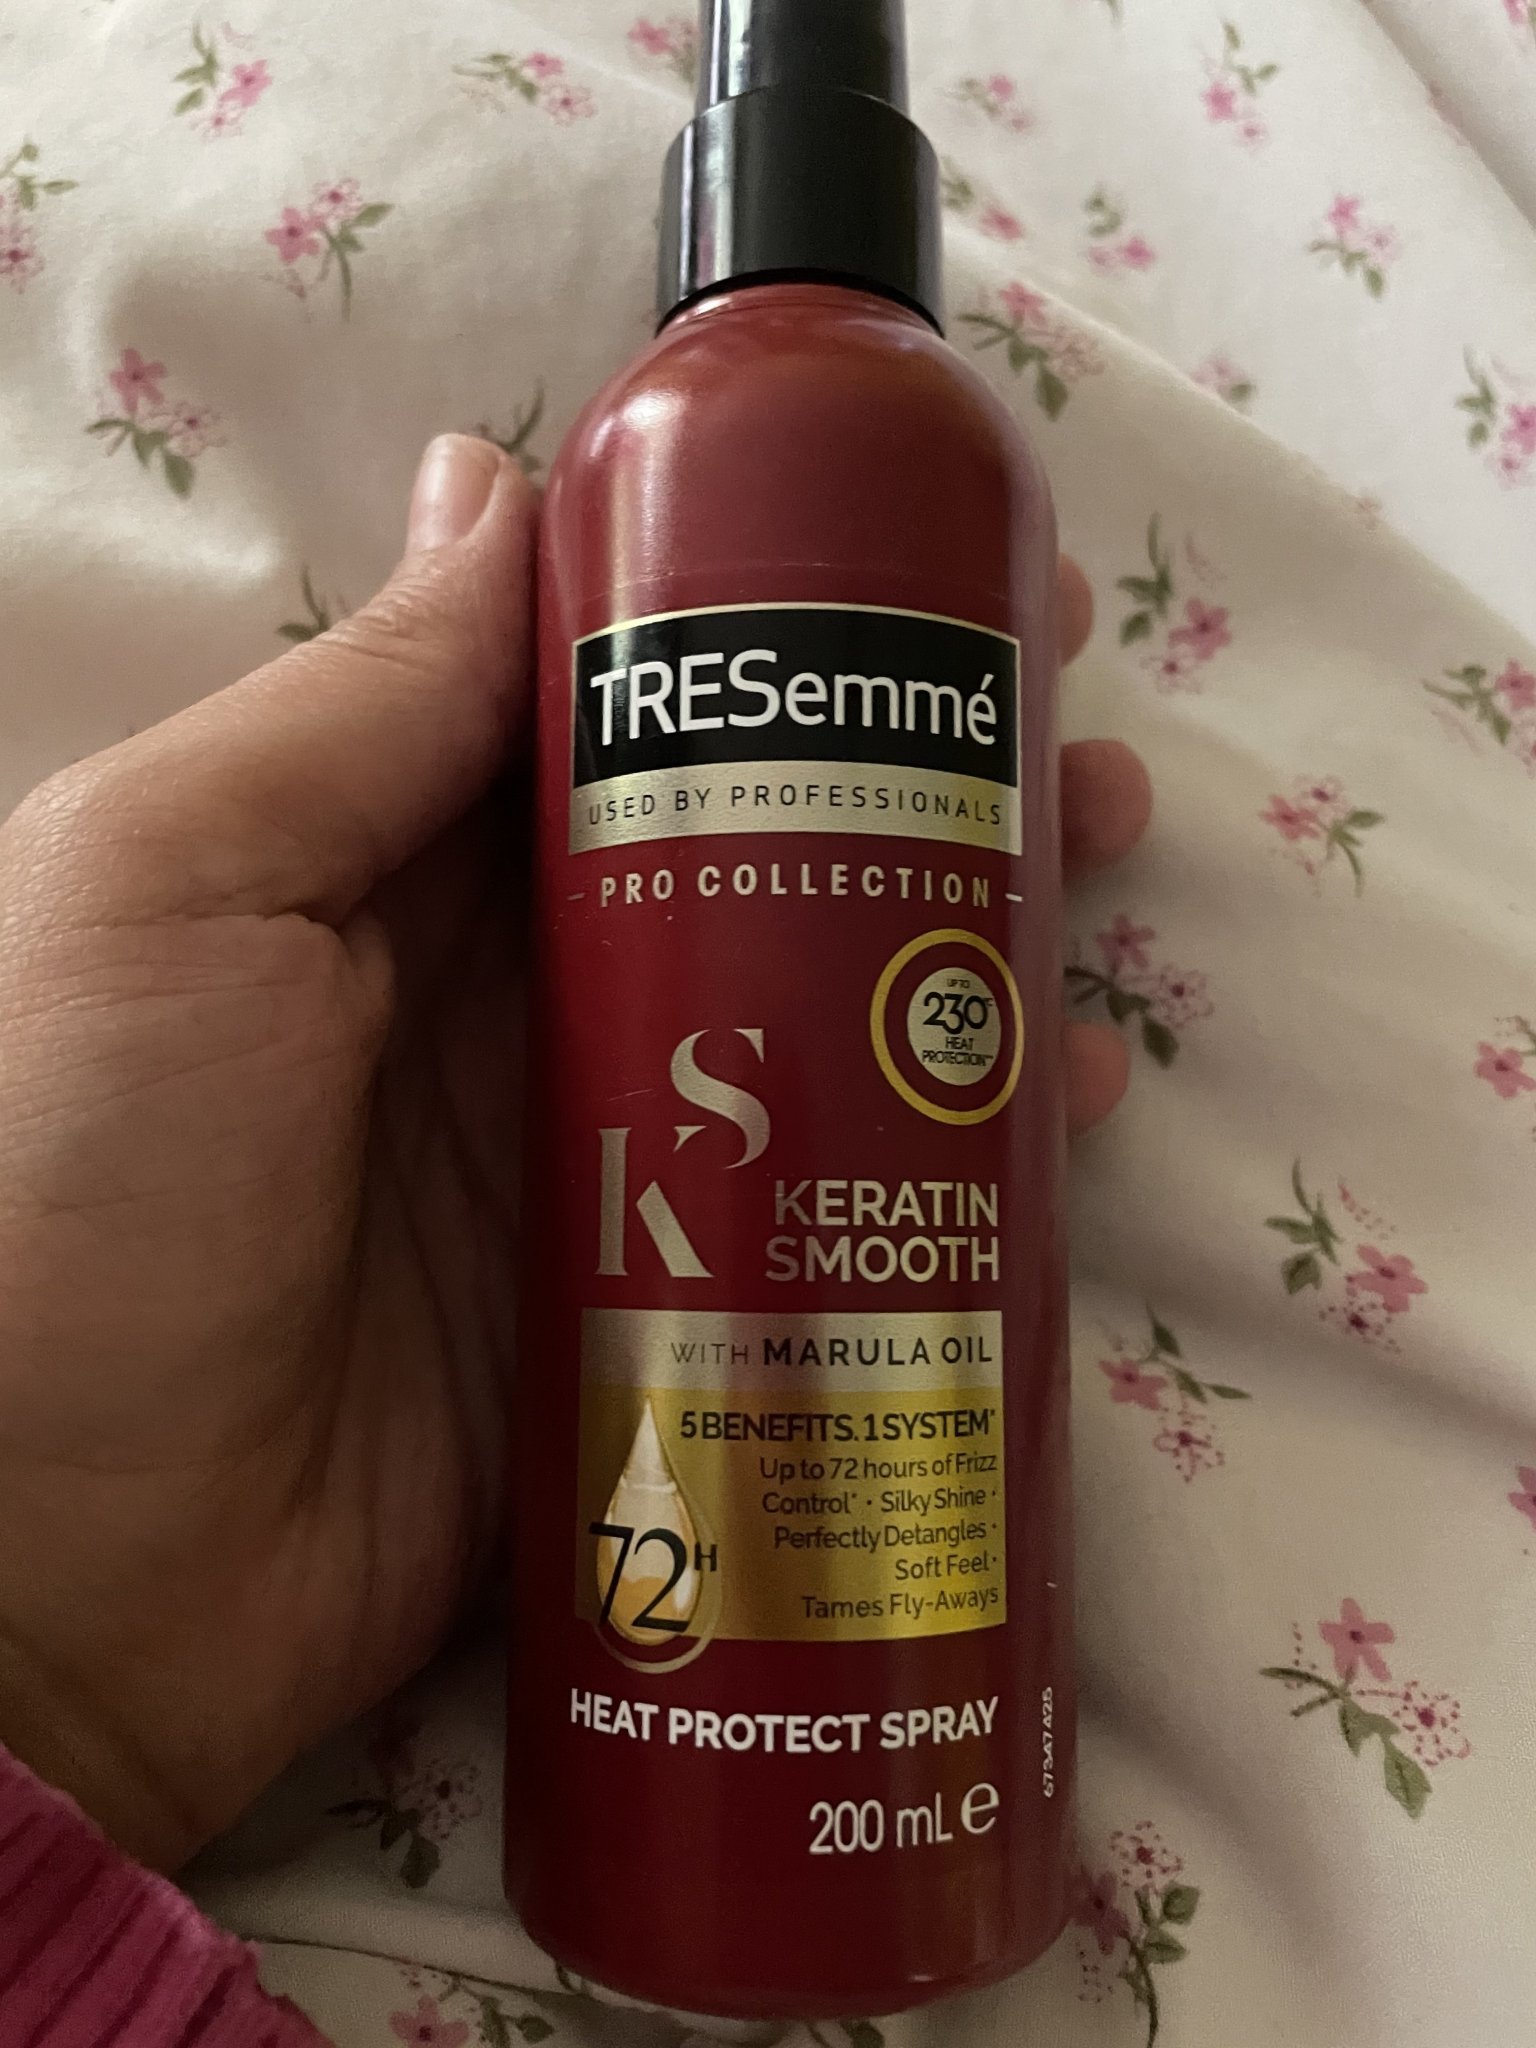 TRESemmé
USED BY PROFESSIONALS
- PRO COLLECTION -
UP TO
230°C
HEAT
PROTECTION**
KS
KERATIN
SMOOTH
WITH MARULA OIL
5 BENEFITS. 1 SYSTEM*
Up to 72 hours of Frizz
Control* · Silky Shine ·
Perfectly Detangles ·
Soft Feel ·
Tames Fly-Aways
72H
HEAT PROTECT SPRAY
200 mL e
67347425